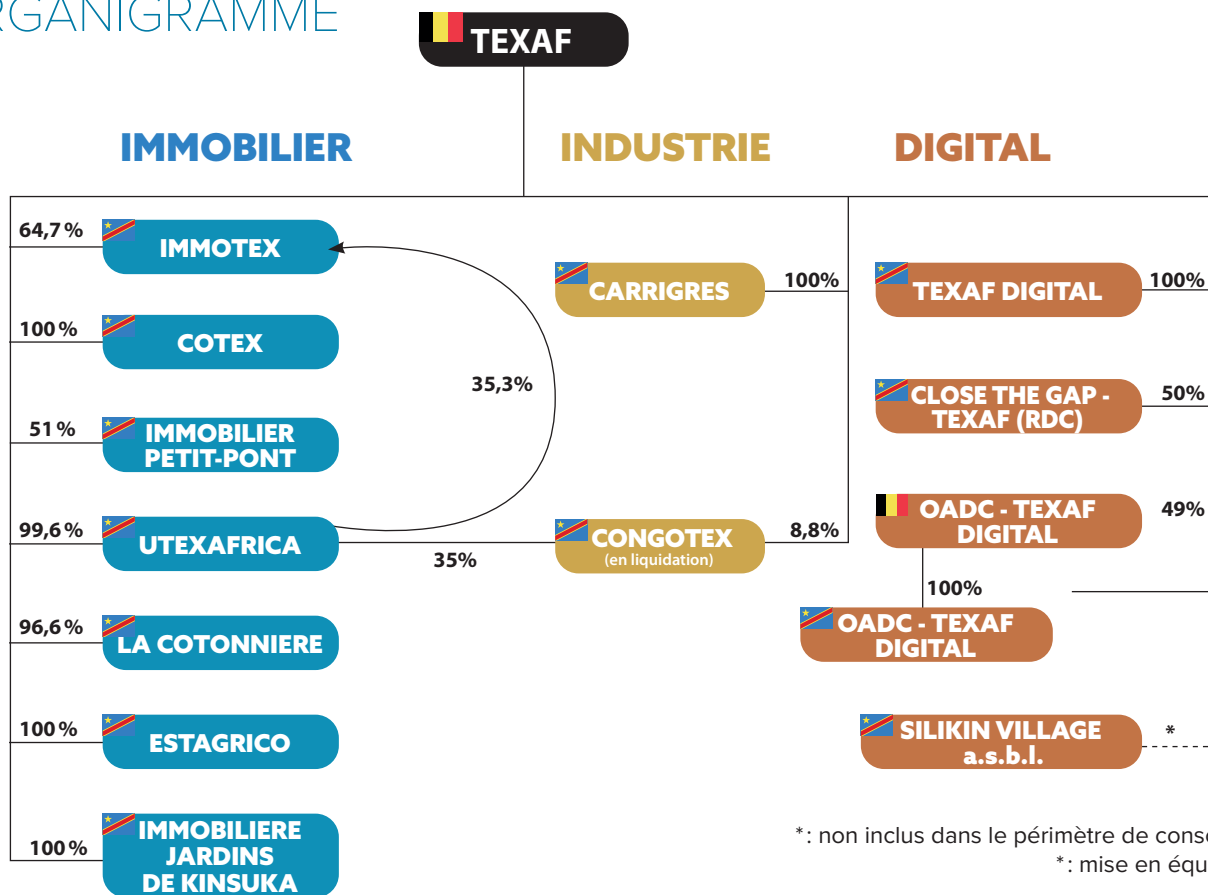 RGANIGRAMME
TEXAF
IMMOBILIER
INDUSTRIE
DIGITAL
64,7 %
IMMOTEX
100 %
COTEX
51 %
IMMOBILIER
PETIT-PONT
99,6 %
UTEXAFRICA
96,6 %
LA COTONNIERE
100 %
ESTAGRICO
100 %
IMMOBILIERE
JARDINS
DE KINSUKA
35,3%
35%
CARRIGRES
100%
CONGOTEX
(en liquidation)
8,8%
TEXAF DIGITAL
100%
CLOSE THE GAP -
TEXAF (RDC)
50%
OADC - TEXAF
DIGITAL
49%
100%
OADC - TEXAF
DIGITAL
SILIKIN VILLAGE
a.s.b.l.
*
*: non inclus dans le périmètre de conso
*: mise en équ